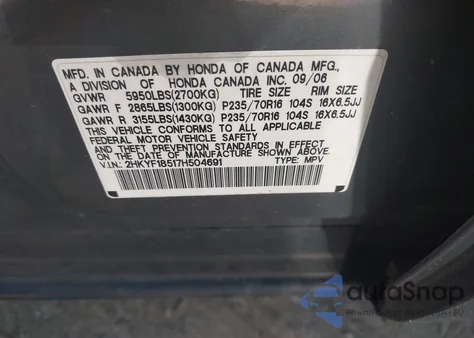 MFD. IN CANADA BY HONDA OF CANADA MFG.,
A DIVISION OF HONDA CANADA INC. 09/06
GVWR 5950LBS(2700KG) TIRE SIZE RIM SIZE
GAWR F 2865LBS(1300KG) P235/70R16 104S 16X6.5JJ
GAWR R 3155LBS(1430KG) P235/70R16 104S 16X6.5JJ
THIS VEHICLE CONFORMS TO ALL APPLICABLE
FEDERAL MOTOR VEHICLE SAFETY
AND THEFT PREVENTION STANDARDS IN EFFECT
ON THE DATE OF MANUFACTURE SHOWN ABOVE.
V.I.N.: 2HKYF18517H504691 TYPE: MPV
autoSnap